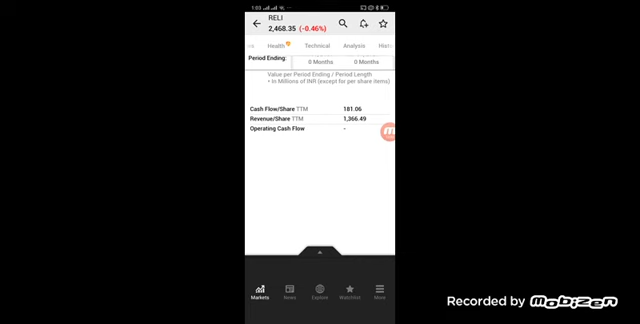 1:03
RELI
2,468.35 (-0.46%)
Health Technical Analysis Hist
Period Ending: 0 Months 0 Months
Value per Period Ending / Period Length
* In Millions of INR (except for per share items)
Cash Flow/Share TTM 181.06
Revenue/Share TTM 1,366.49
Operating Cash Flow -
Markets News Explore Watchlist More
Recorded by Mobizen